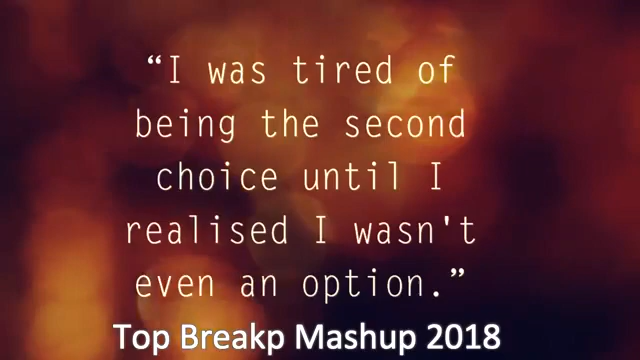 “I was tired of
being the second
choice until I
realised I wasn't
even an option.”
Top Breakp Mashup 2018